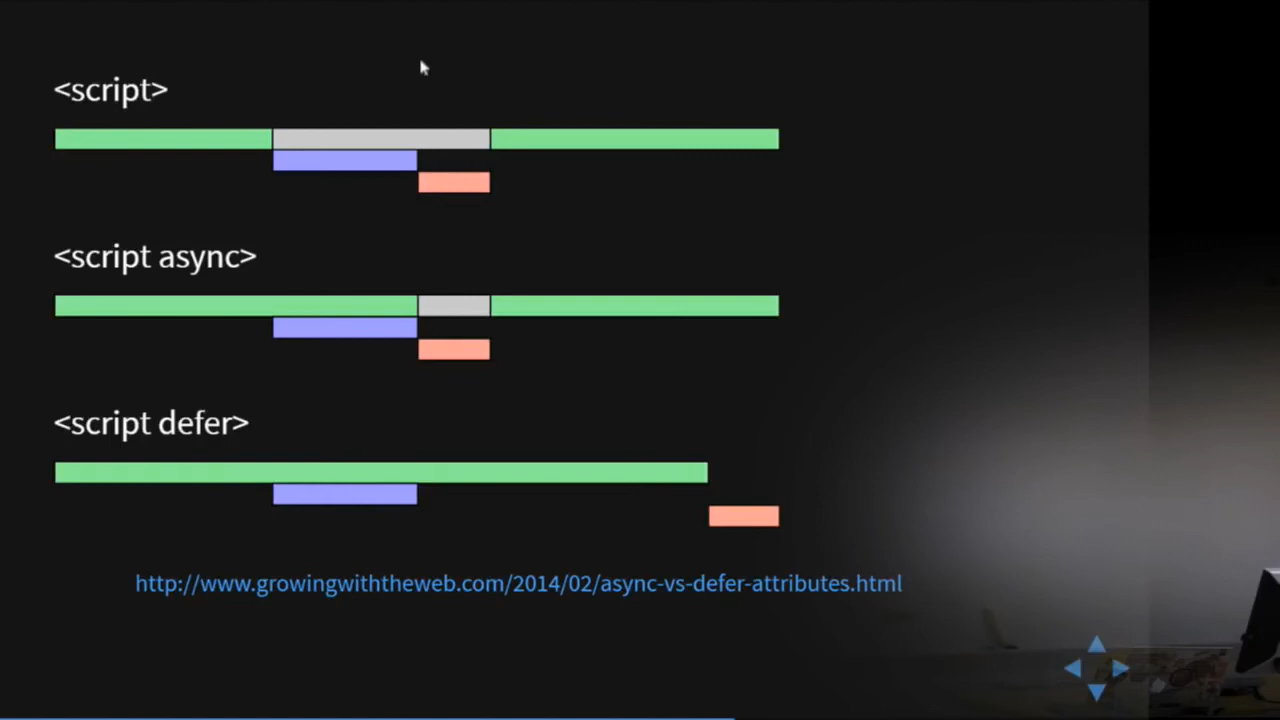 <script>
<script async>
<script defer>
http://www.growingwiththeweb.com/2014/02/async-vs-defer-attributes.html